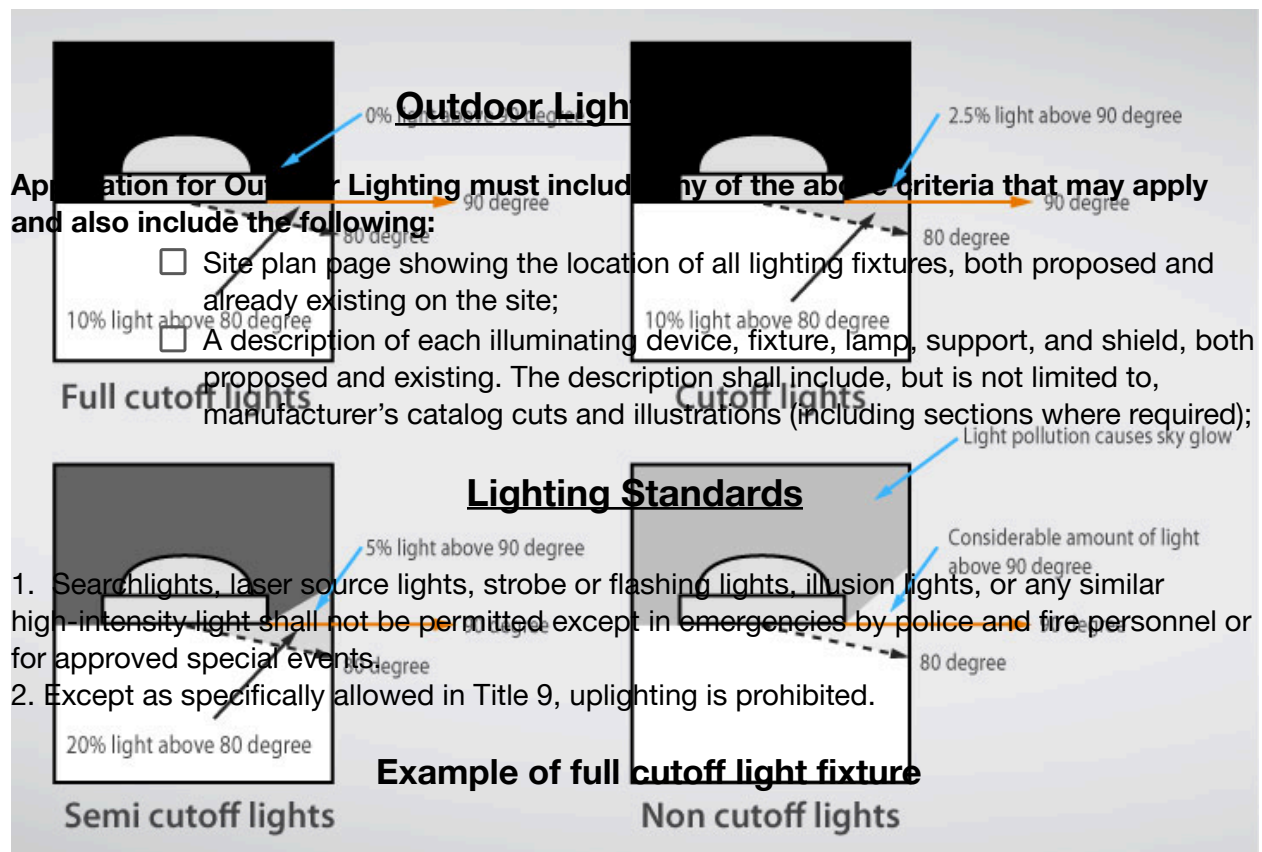 Outdoor Ligh
0% light above 90 degree
2.5% light above 90 degree
Application for Outdoor Lighting must include any of the above criteria that may apply
and also include the following:
90 degree
90 degree
80 degree
80 degree
☐ Site plan page showing the location of all lighting fixtures, both proposed and
already existing on the site;
10% light above 80 degree
10% light above 80 degree
☐ A description of each illuminating device, fixture, lamp, support, and shield, both
proposed and existing. The description shall include, but is not limited to,
manufacturer's catalog cuts and illustrations (including sections where required);
Full cutoff lights
Cutoff lights
Light pollution causes sky glow
Lighting Standards
5% light above 90 degree
Considerable amount of light
above 90 degree
1. Searchlights, laser source lights, strobe or flashing lights, illusion lights, or any similar
high-intensity light shall not be permitted except in emergencies by police and fire personnel or
for approved special events.
90 degree
90 degree
80 degree
80 degree
2. Except as specifically allowed in Title 9, uplighting is prohibited.
20% light above 80 degree
Example of full cutoff light fixture
Semi cutoff lights
Non cutoff lights